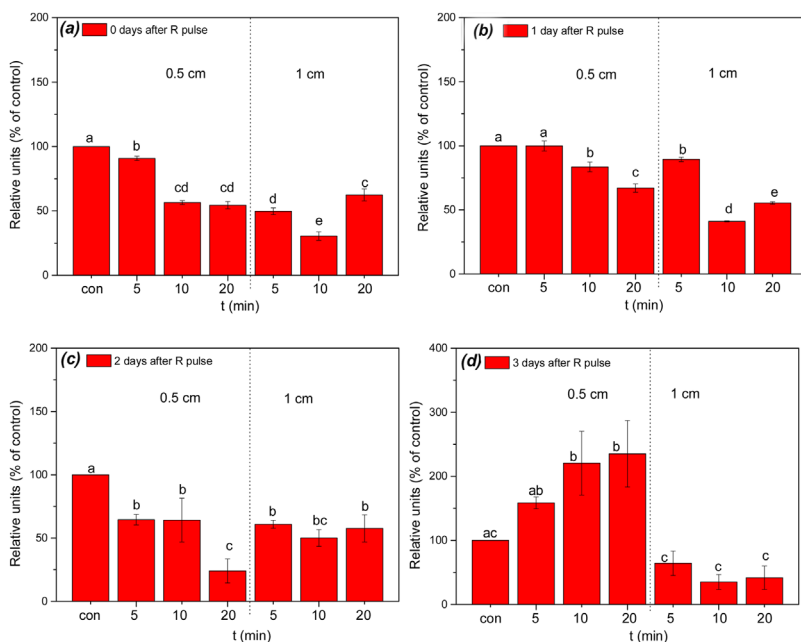 (a) 0 days after R pulse
0.5 cm 1 cm
Relative units (% of control)
200
150
100
50
0
a b cd cd d e c
con 5 10 20 5 10 20
t (min)
(b) 1 day after R pulse
0.5 cm 1 cm
Relative units (% of control)
200
150
100
50
0
a a b c b d e
con 5 10 20 5 10 20
t (min)
(c) 2 days after R pulse
0.5 cm 1 cm
Relative units (% of control)
200
150
100
50
0
a b b c b bc b
con 5 10 20 5 10 20
t (min)
(d) 3 days after R pulse
0.5 cm 1 cm
Relative units (% of control)
400
300
200
100
0
ac ab b b c c c
con 5 10 20 5 10 20
t (min)